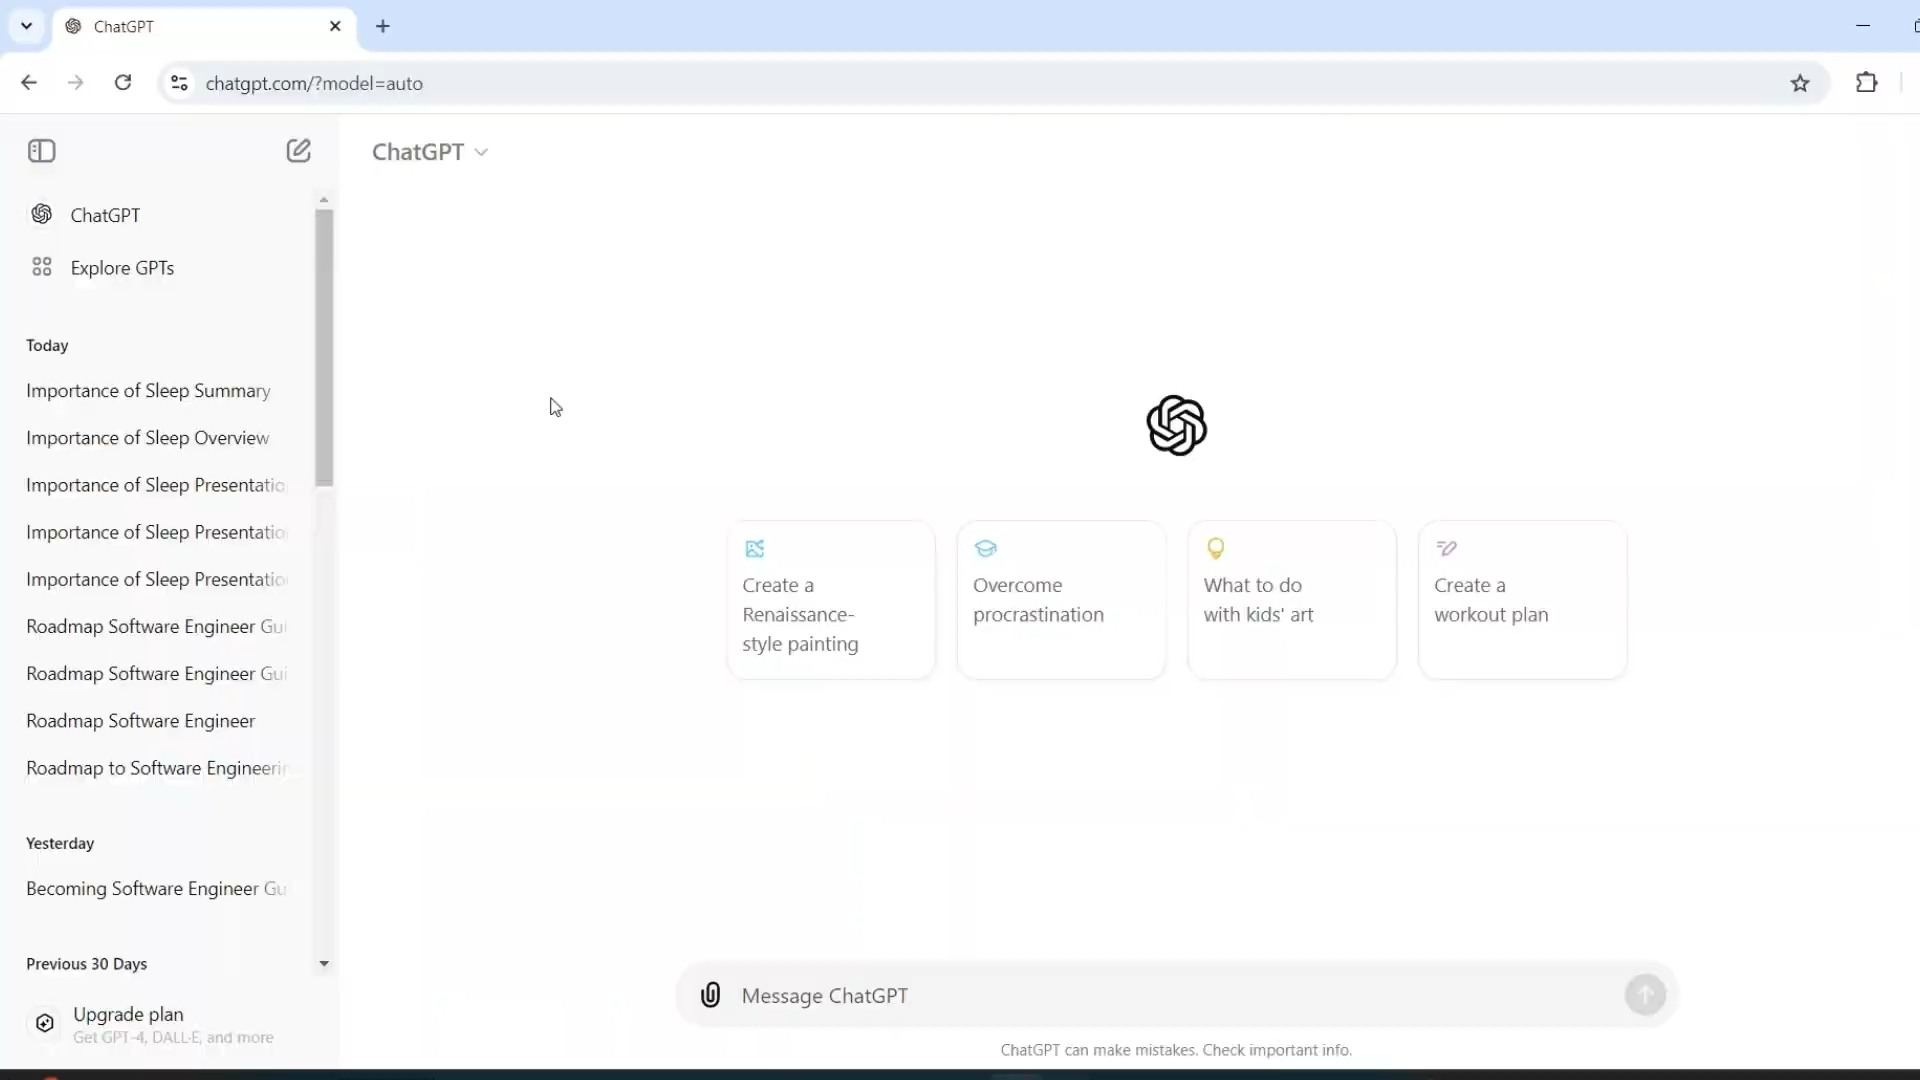 ChatGPT
chatgpt.com/?model=auto
ChatGPT
ChatGPT
Explore GPTs
Today
Importance of Sleep Summary
Importance of Sleep Overview
Importance of Sleep Presentatio
Importance of Sleep Presentatio
Importance of Sleep Presentatio
Roadmap Software Engineer Gui
Roadmap Software Engineer Gui
Roadmap Software Engineer
Roadmap to Software Engineerin
Yesterday
Becoming Software Engineer Gu
Previous 30 Days
Upgrade plan
Get GPT-4, DALL·E, and more
Create a
Renaissance-
style painting
Overcome
procrastination
What to do
with kids' art
Create a
workout plan
Message ChatGPT
ChatGPT can make mistakes. Check important info.